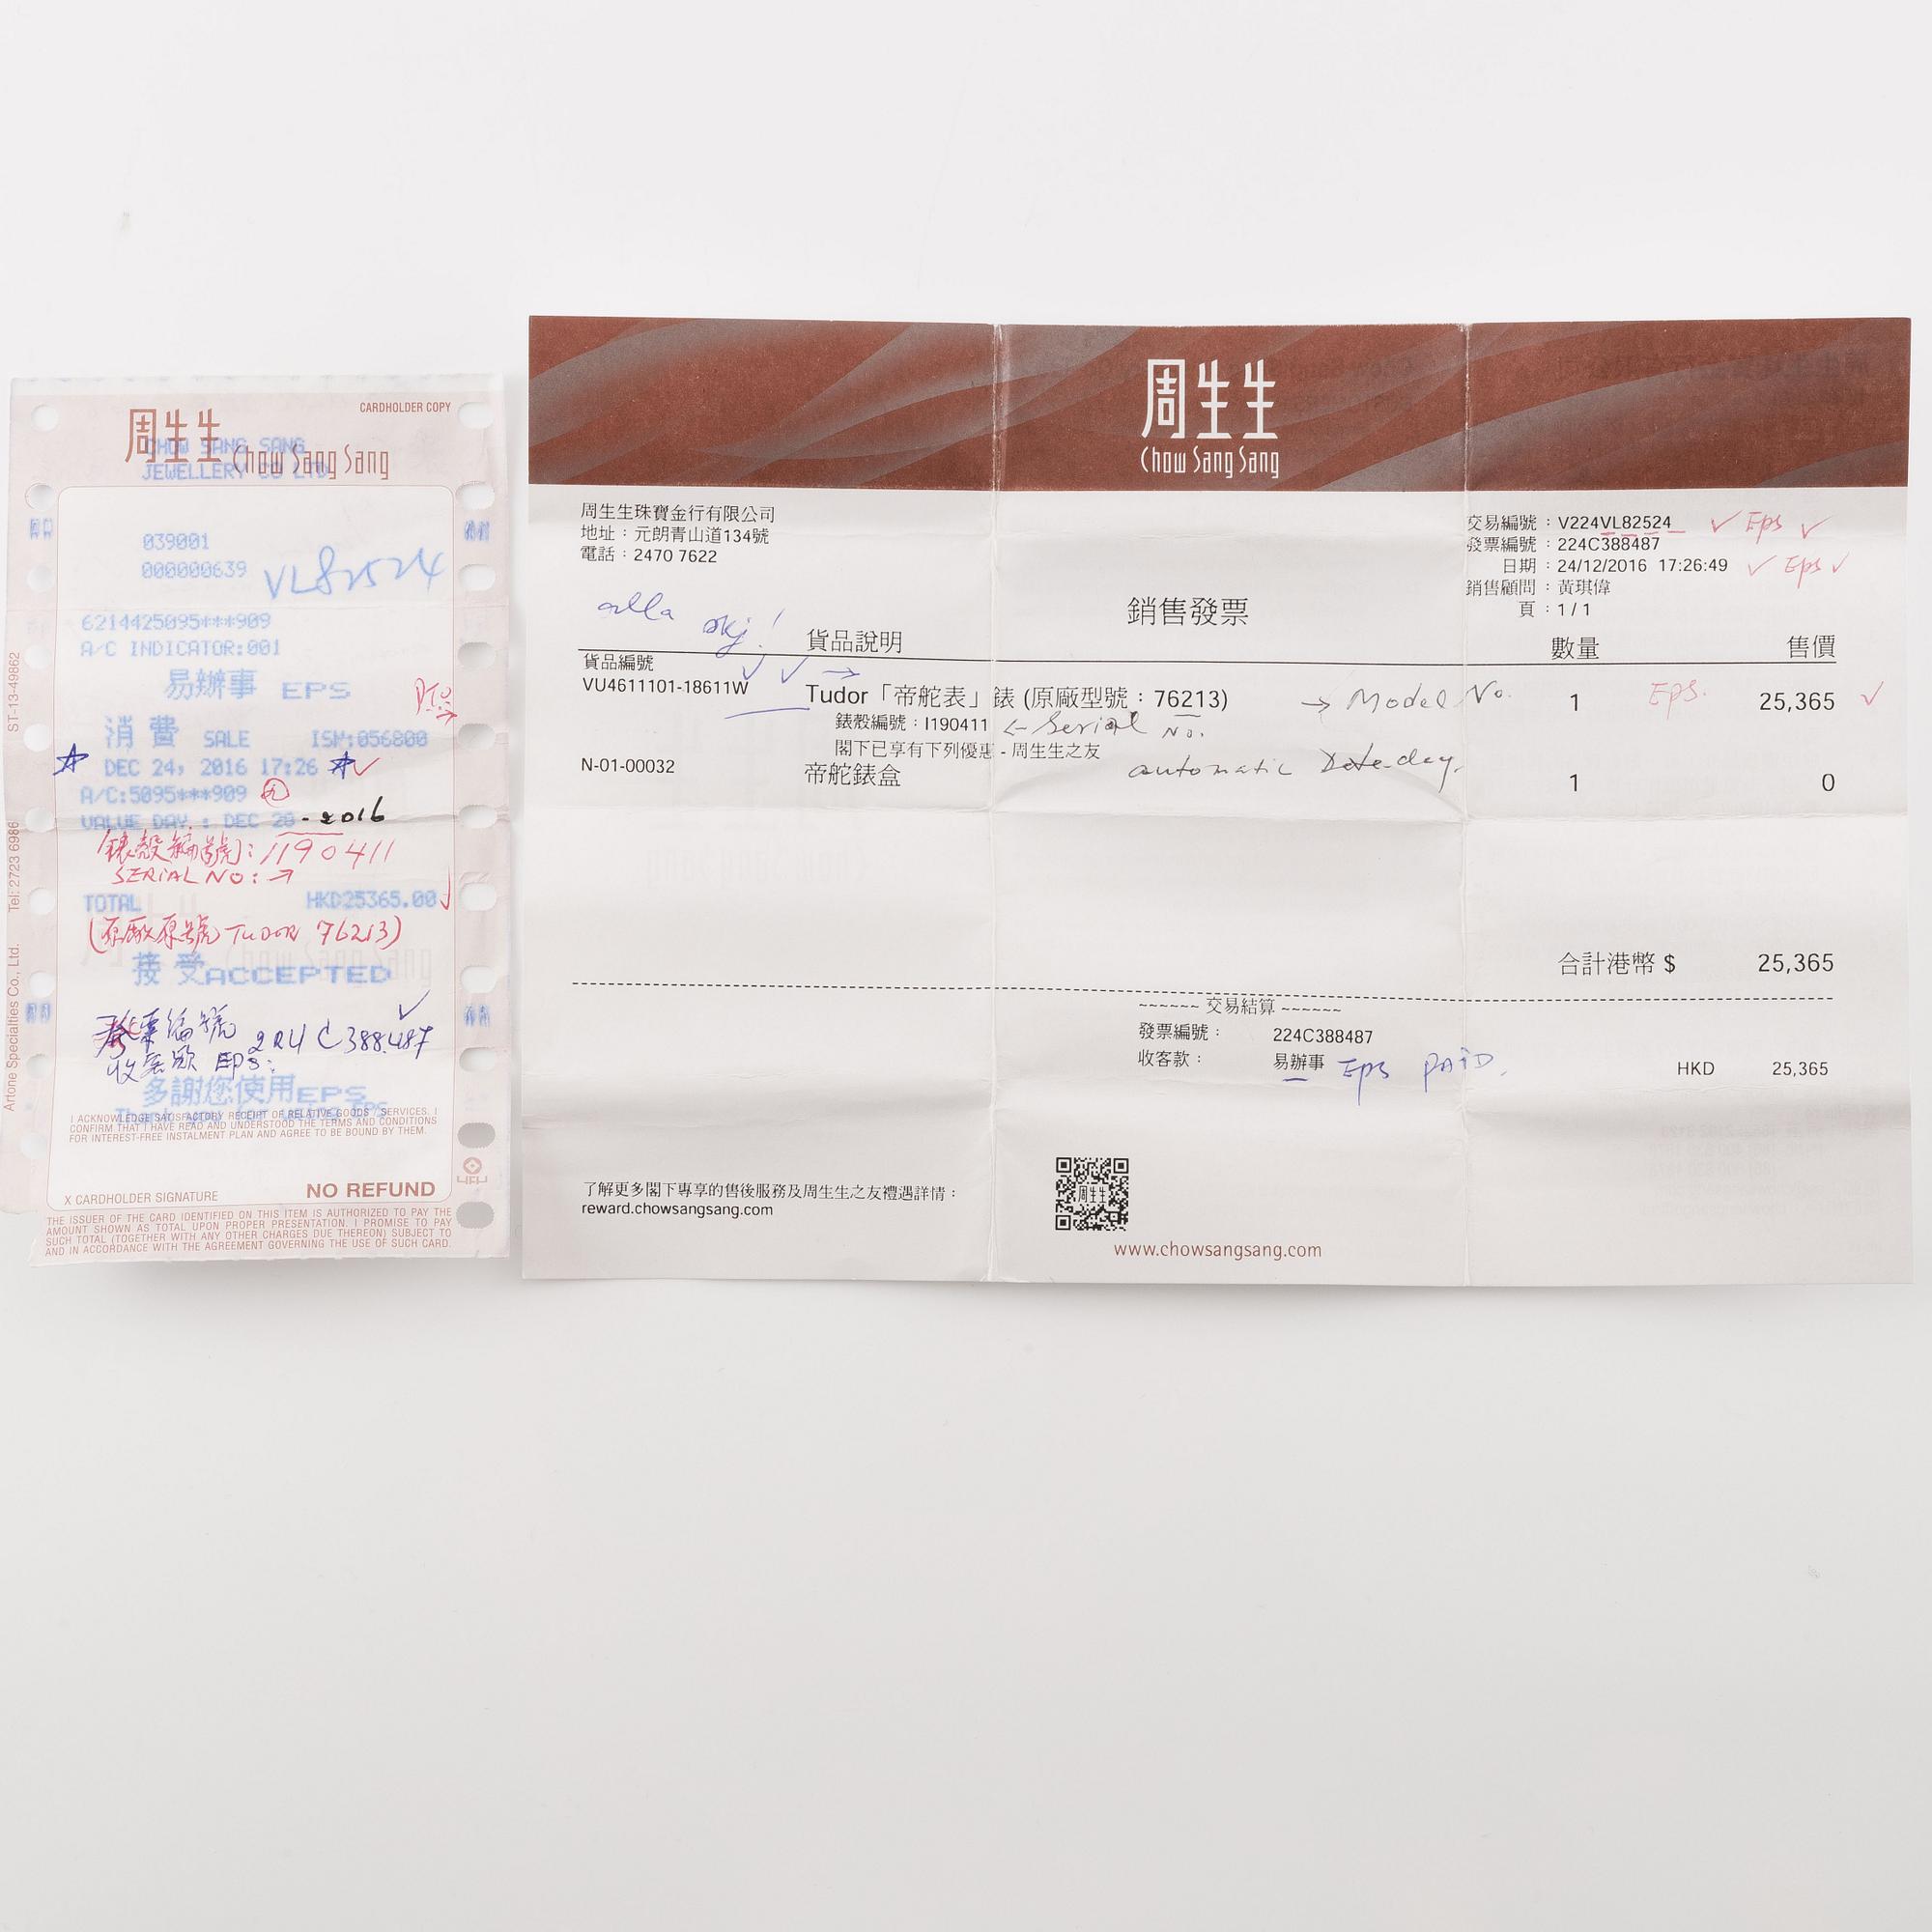 CARDHOLDER COPY
周生生
Chow Sang Sang
CHOW SANG SANG
JEWELLERY CO LTD
039001
000000639
VL82524
6214425095***909
A/C INDICATOR:001
易辦事 EPS
消費 SALE ISN:056800
DEC 24, 2016 17:26
A/C:5095***909
VALUE DAY : DEC 28 - 2016
錶殼編號: I190411
SERIAL NO: →
TOTAL HKD25365.00
(原廠原號 TUDOR 76213)
接受ACCEPTED
發票編號 224C388487
收客款 EPS:
多謝您使用EPS
I ACKNOWLEDGE SATISFACTORY RECEIPT OF RELATIVE GOODS / SERVICES. I
CONFIRM THAT I HAVE READ AND UNDERSTOOD THE TERMS AND CONDITIONS
FOR INTEREST-FREE INSTALMENT PLAN AND AGREE TO BE BOUND BY THEM.
X CARDHOLDER SIGNATURE NO REFUND
THE ISSUER OF THE CARD IDENTIFIED ON THIS ITEM IS AUTHORIZED TO PAY THE
AMOUNT SHOWN AS TOTAL UPON PROPER PRESENTATION. I PROMISE TO PAY
SUCH TOTAL (TOGETHER WITH ANY OTHER CHARGES DUE THEREON) SUBJECT TO
AND IN ACCORDANCE WITH THE AGREEMENT GOVERNING THE USE OF SUCH CARD.
Artone Specialties Co., Ltd. Tel: 2723 6986 ST-13-49862
周生生
Chow Sang Sang
周生生珠寶金行有限公司
地址：元朗青山道134號
電話：2470 7622
交易編號：V224VL82524 ✓ Eps ✓
發票編號：224C388487
日期：24/12/2016 17:26:49 ✓ Eps ✓
銷售顧問：黃琪偉
頁：1 / 1
銷售發票
貨品編號 貨品說明 數量 售價
VU4611101-18611W Tudor「帝舵表」錶 (原廠型號：76213) → Model No. 1 Eps. 25,365 ✓
錶殼編號：I190411 ← Serial No.
閣下已享有下列優惠 - 周生生之友
automatic Date-day
N-01-00032 帝舵錶盒 1 0
合計港幣 $ 25,365
~~~~~~ 交易結算 ~~~~~~
發票編號： 224C388487
收客款： 易辦事 Eps PAID. HKD 25,365
了解更多閣下專享的售後服務及周生生之友禮遇詳情：
reward.chowsangsang.com
周生生
www.chowsangsang.com